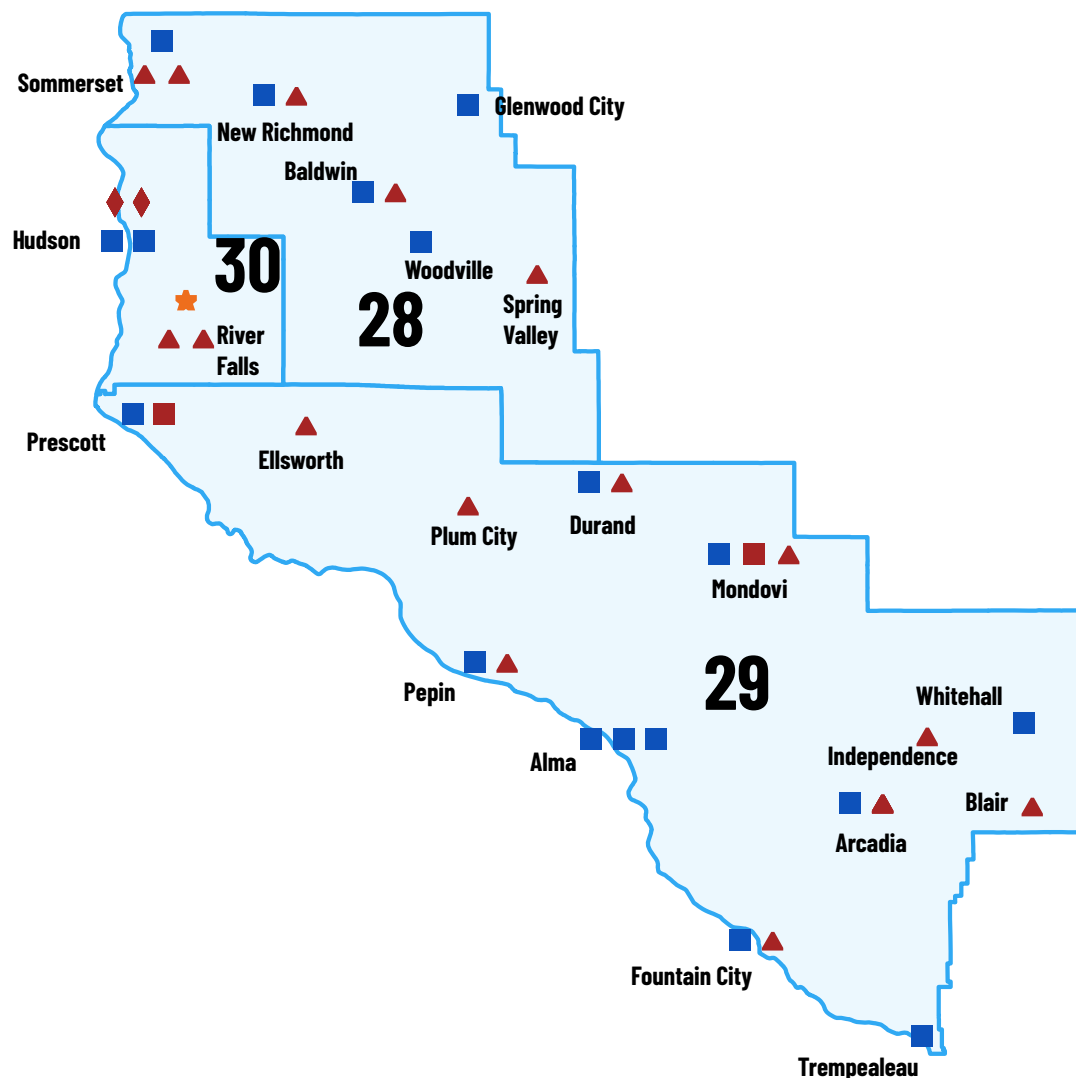 Sommerset
New Richmond
Glenwood City
Baldwin
Hudson
30
Woodville
28
Spring
Valley
River
Falls
Prescott
Ellsworth
Plum City
Durand
Mondovi
29
Pepin
Whitehall
Alma
Independence
Blair
Arcadia
Fountain City
Trempealeau